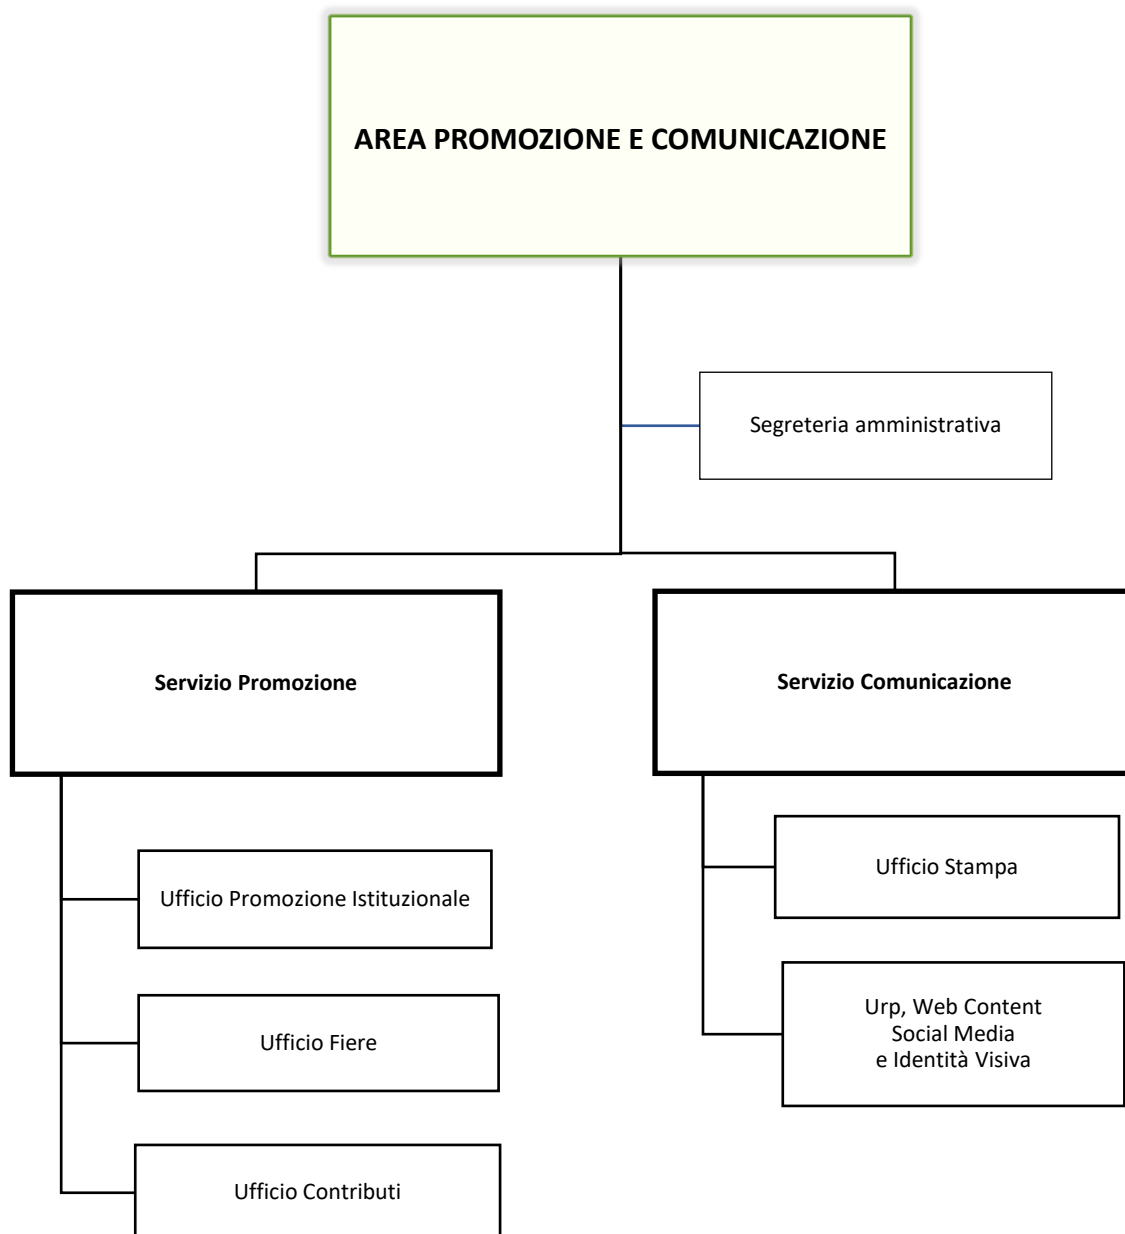 AREA PROMOZIONE E COMUNICAZIONE
Segreteria amministrativa
Servizio Promozione
Servizio Comunicazione
Ufficio Promozione Istituzionale
Ufficio Fiere
Ufficio Contributi
Ufficio Stampa
Urp, Web Content
Social Media
e Identità Visiva